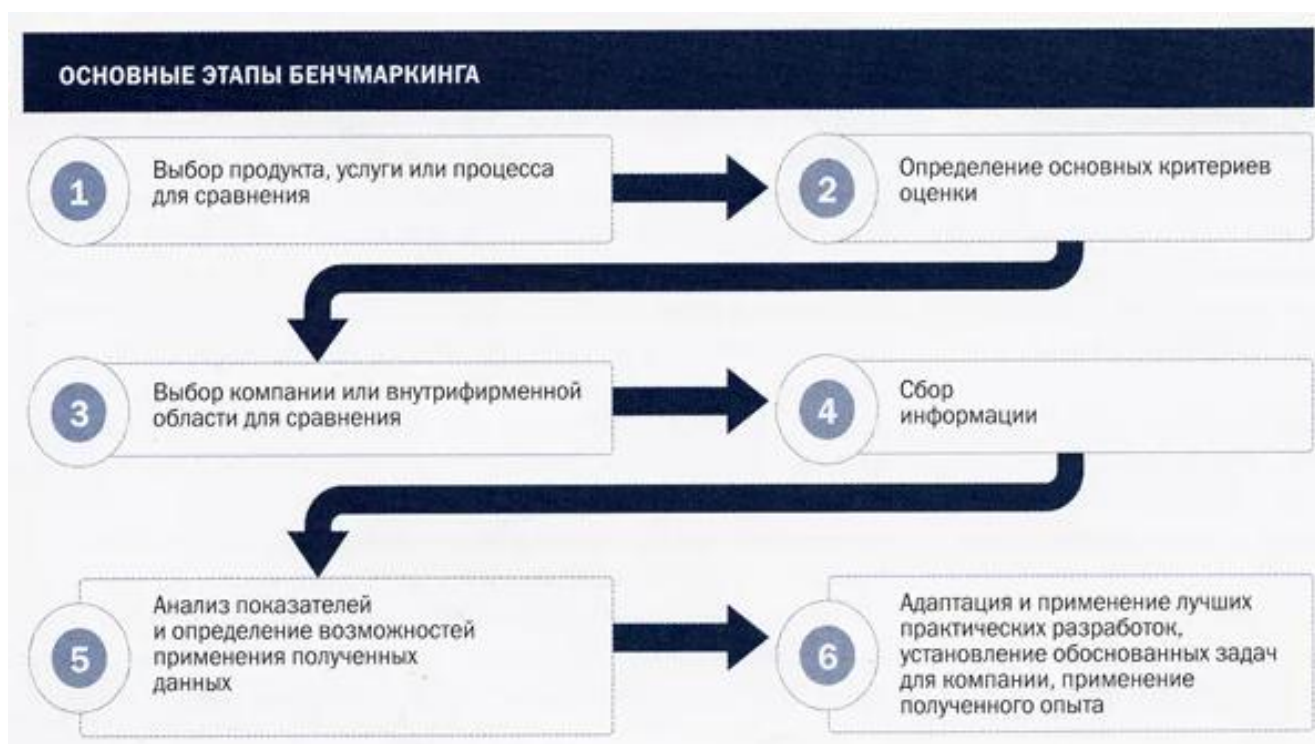 ОСНОВНЫЕ ЭТАПЫ БЕНЧМАРКИНГА
1
Выбор продукта, услуги или процесса
для сравнения
2
Определение основных критериев
оценки
3
Выбор компании или внутрифирменной
области для сравнения
4
Сбор
информации
5
Анализ показателей
и определение возможностей
применения полученных
данных
6
Адаптация и применение лучших
практических разработок,
установление обоснованных задач
для компании, применение
полученного опыта